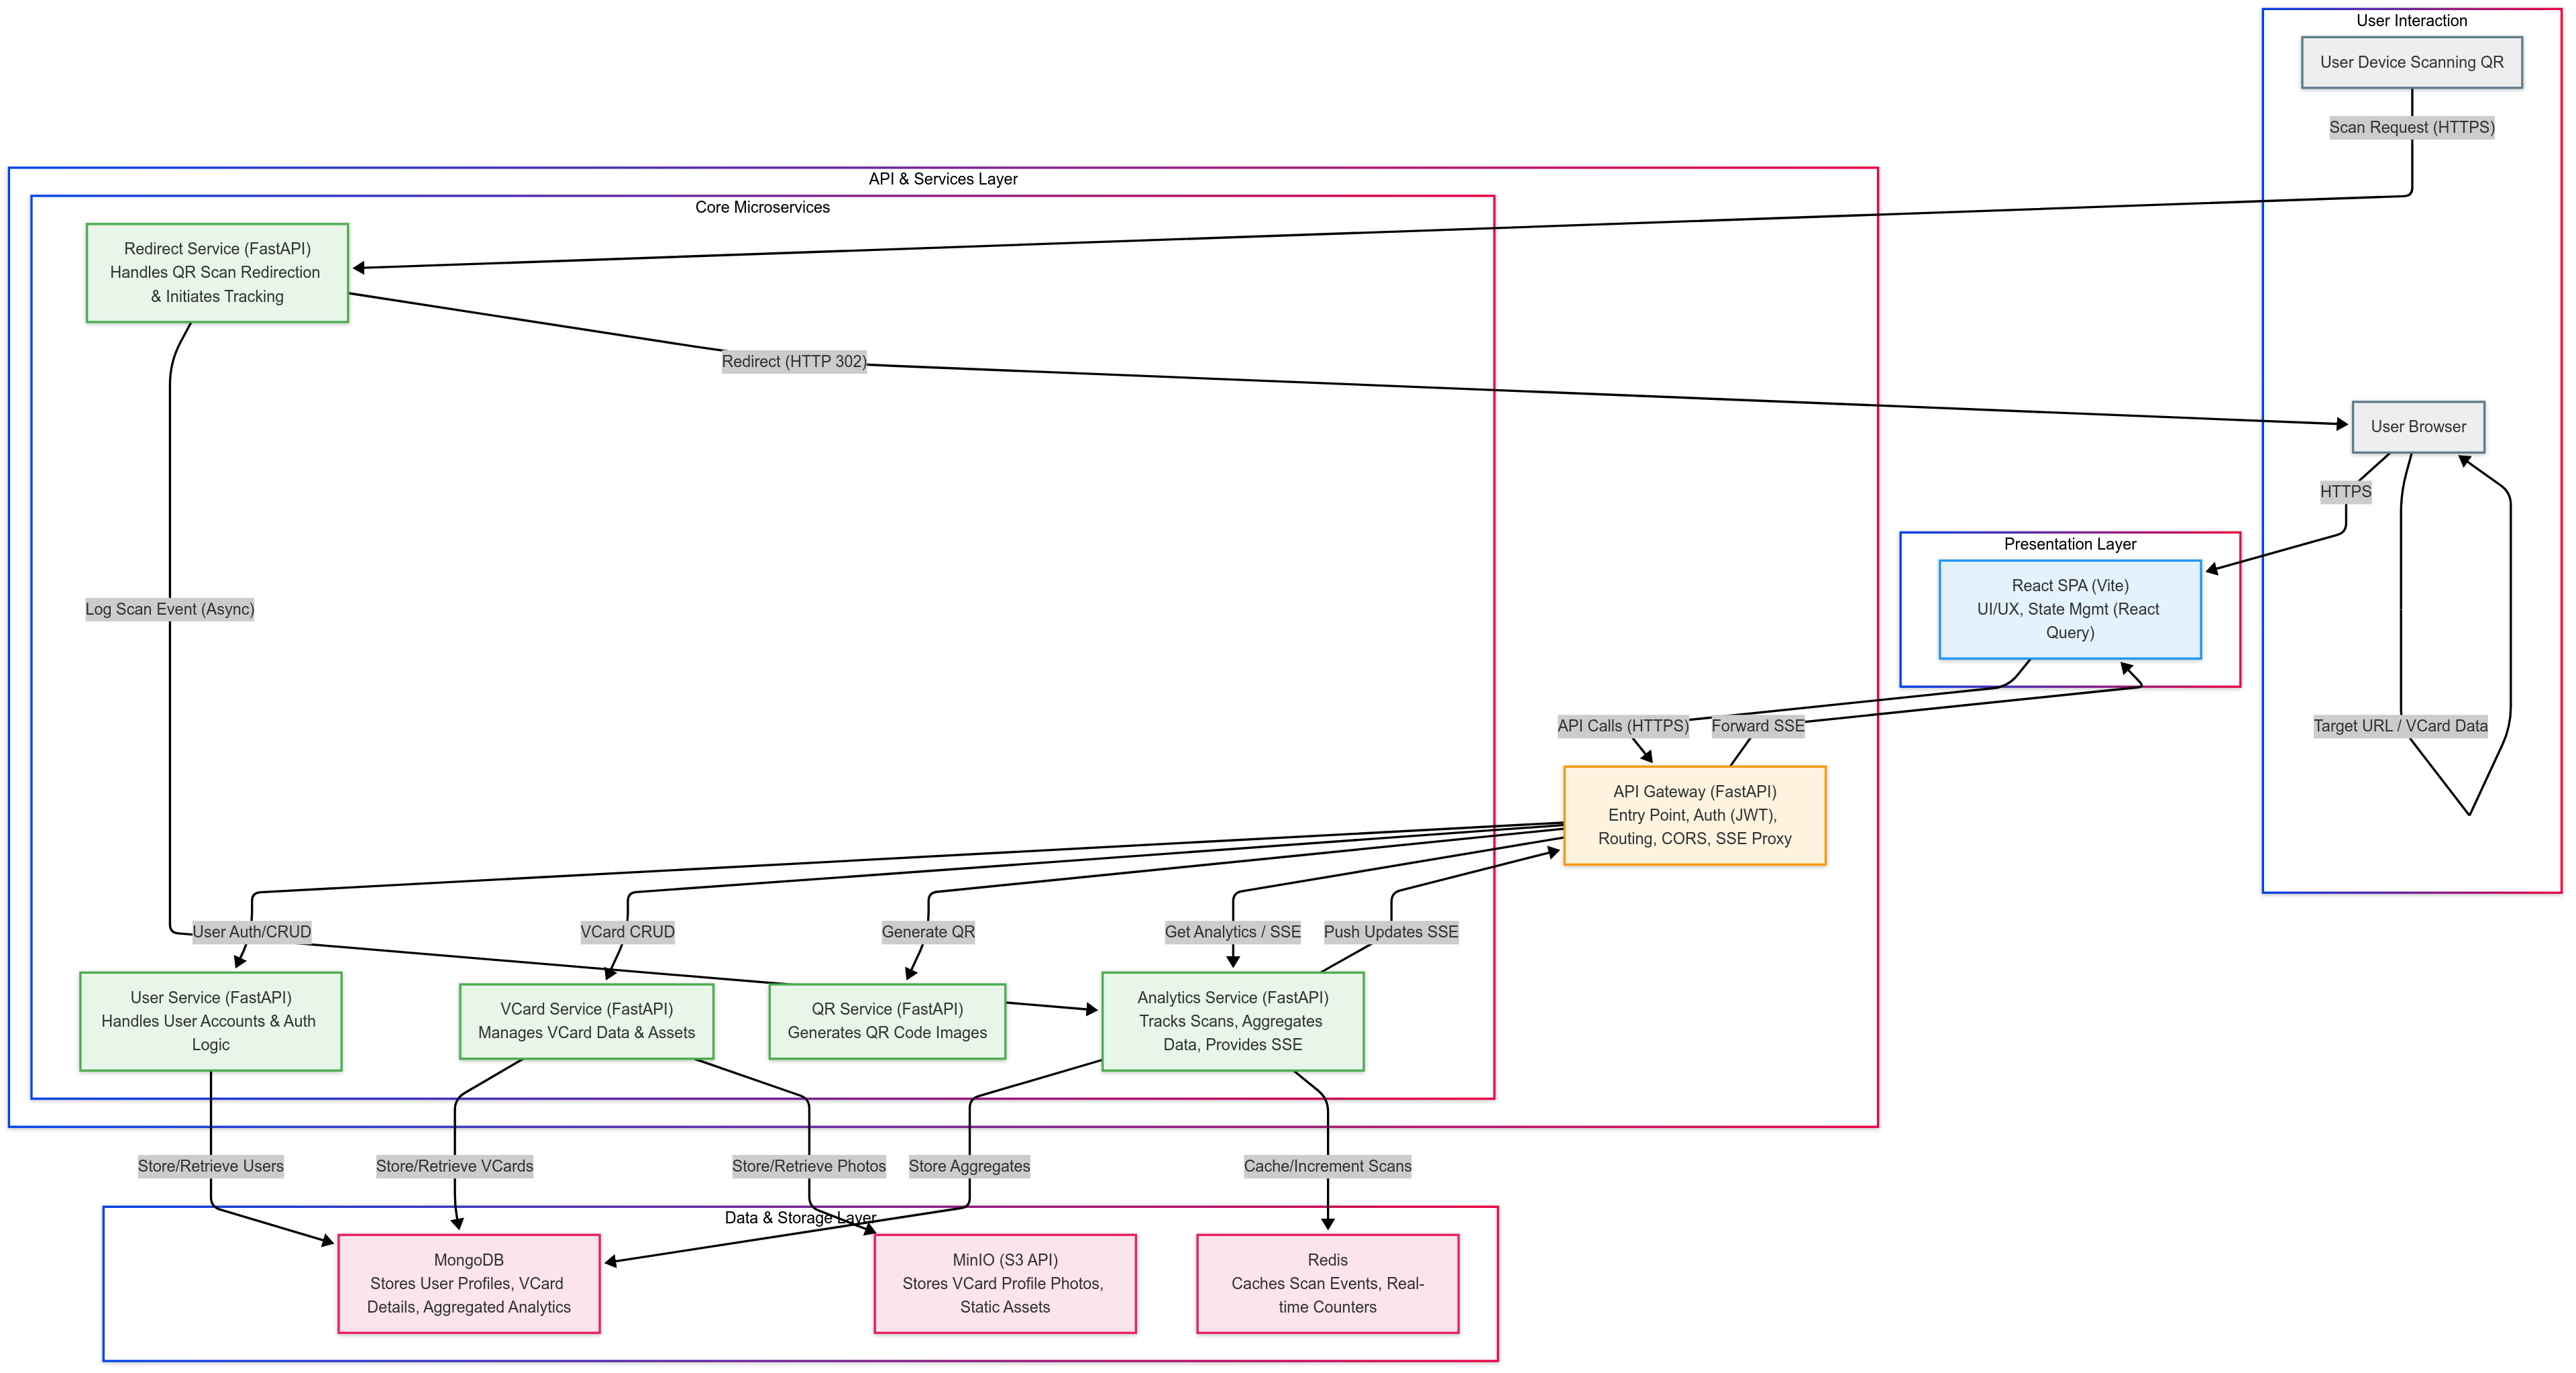 User Interaction
User Device Scanning QR
Scan Request (HTTPS)
API & Services Layer
Core Microservices
Redirect Service (FastAPI)
Handles QR Scan Redirection
& Initiates Tracking
Redirect (HTTP 302)
User Browser
HTTPS
Presentation Layer
React SPA (Vite)
UI/UX, State Mgmt (React
Query)
Log Scan Event (Async)
API Calls (HTTPS)
Forward SSE
Target URL / VCard Data
API Gateway (FastAPI)
Entry Point, Auth (JWT),
Routing, CORS, SSE Proxy
User Auth/CRUD
VCard CRUD
Generate QR
Get Analytics / SSE
Push Updates SSE
User Service (FastAPI)
Handles User Accounts & Auth
Logic
VCard Service (FastAPI)
Manages VCard Data & Assets
QR Service (FastAPI)
Generates QR Code Images
Analytics Service (FastAPI)
Tracks Scans, Aggregates
Data, Provides SSE
Store/Retrieve Users
Store/Retrieve VCards
Store/Retrieve Photos
Store Aggregates
Cache/Increment Scans
Data & Storage Layer
MongoDB
Stores User Profiles, VCard
Details, Aggregated Analytics
MinIO (S3 API)
Stores VCard Profile Photos,
Static Assets
Redis
Caches Scan Events, Real-
time Counters